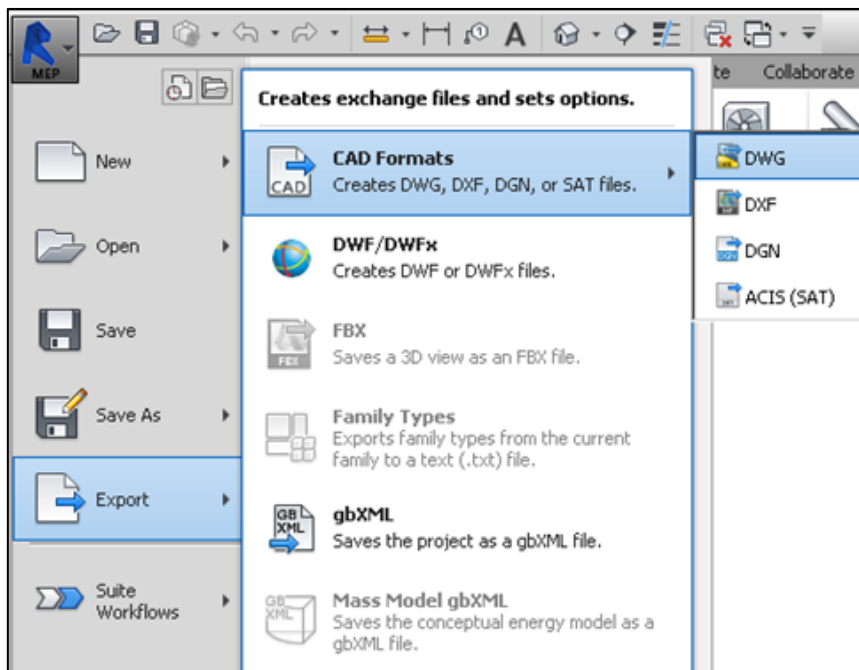 MEP
te Collaborate
Creates exchange files and sets options.
New
Open
Save
Save As
Export
Suite
Workflows
CAD
CAD Formats
Creates DWG, DXF, DGN, or SAT files.
DWF/DWFx
Creates DWF or DWFx files.
FBX
FBX
Saves a 3D view as an FBX file.
Family Types
Exports family types from the current
family to a text (.txt) file.
GB
XML
gbXML
Saves the project as a gbXML file.
GB
XML
Mass Model gbXML
Saves the conceptual energy model as a
gbXML file.
DWG
DXF
DGN
ACIS (SAT)